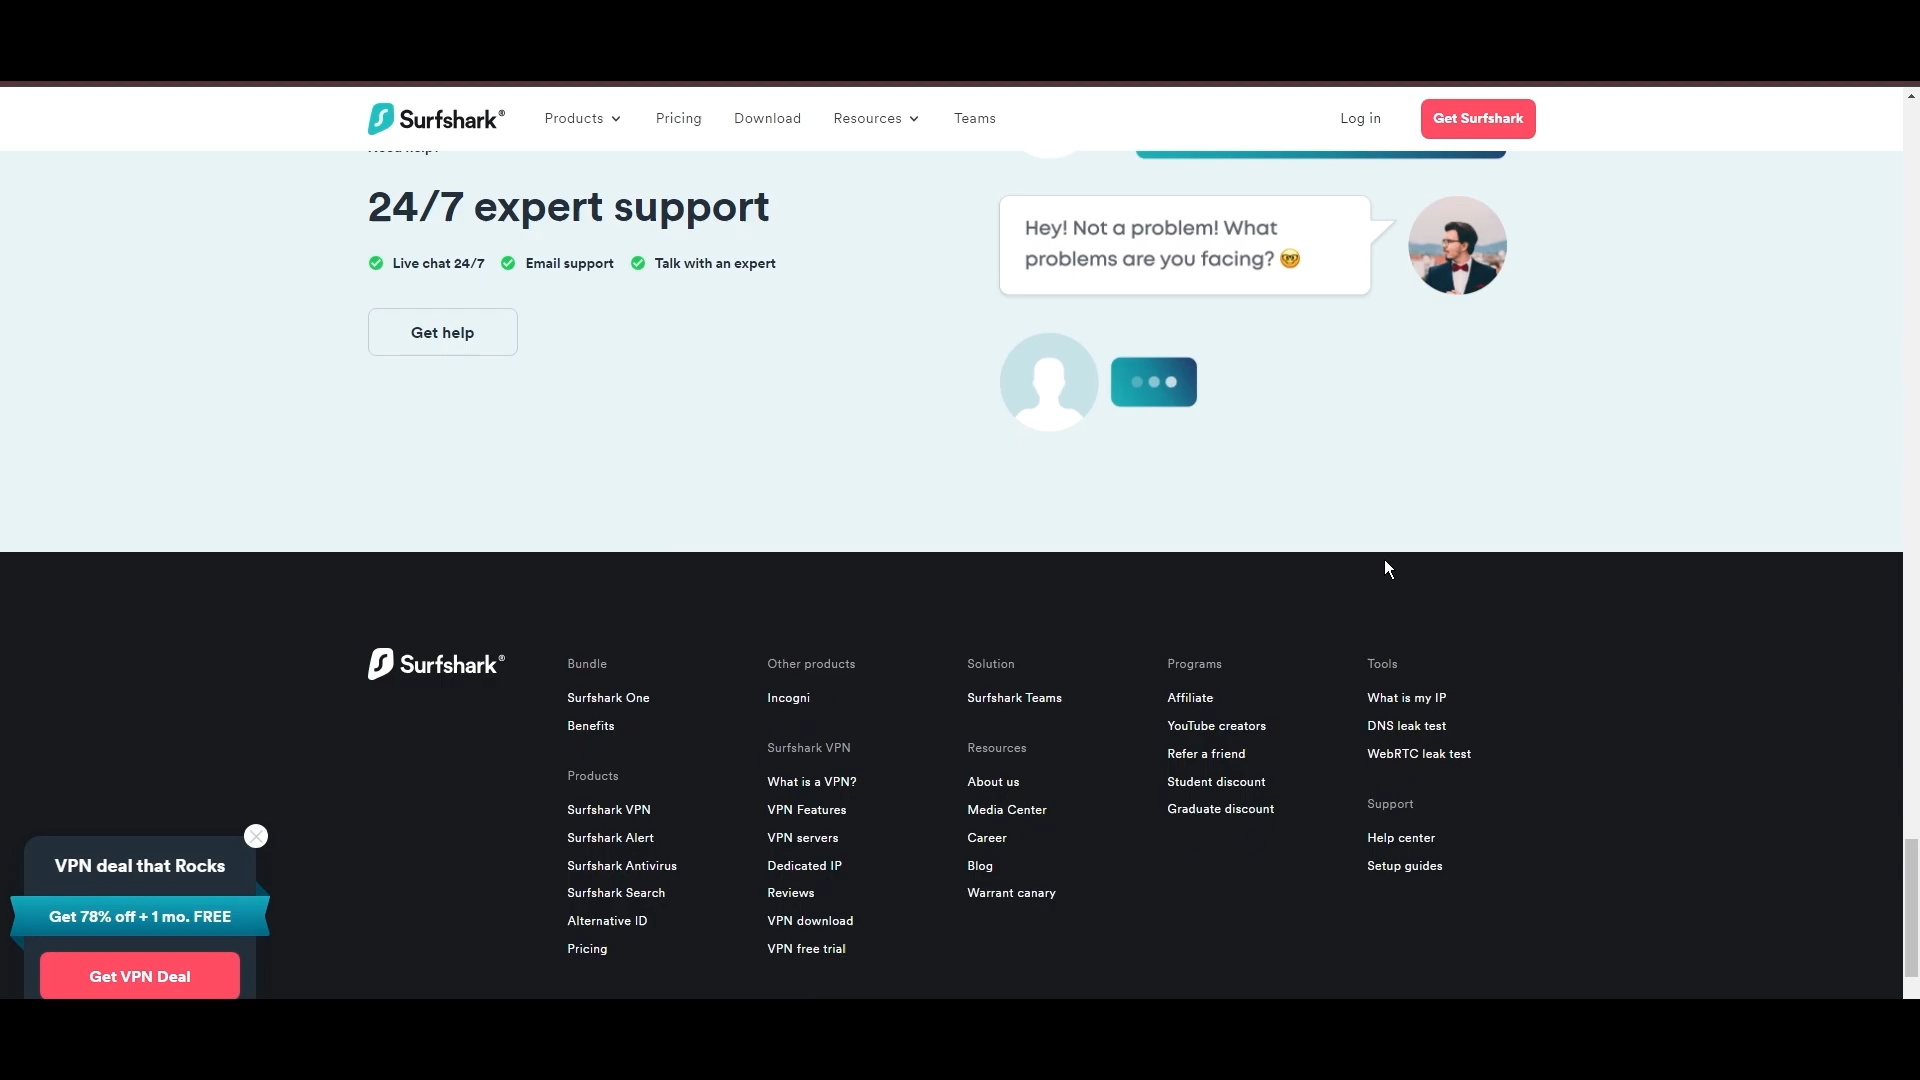 Surfshark®
Products
Pricing
Download
Resources
Teams
Log in
Get Surfshark
24/7 expert support
Live chat 24/7
Email support
Talk with an expert
Get help
Hey! Not a problem! What
problems are you facing? 🤓
Surfshark®
Bundle
Surfshark One
Benefits
Products
Surfshark VPN
Surfshark Alert
Surfshark Antivirus
Surfshark Search
Alternative ID
Pricing
Other products
Incogni
Surfshark VPN
What is a VPN?
VPN Features
VPN servers
Dedicated IP
Reviews
VPN download
VPN free trial
Solution
Surfshark Teams
Resources
About us
Media Center
Career
Blog
Warrant canary
Programs
Affiliate
YouTube creators
Refer a friend
Student discount
Graduate discount
Tools
What is my IP
DNS leak test
WebRTC leak test
Support
Help center
Setup guides
VPN deal that Rocks
Get 78% off + 1 mo. FREE
Get VPN Deal